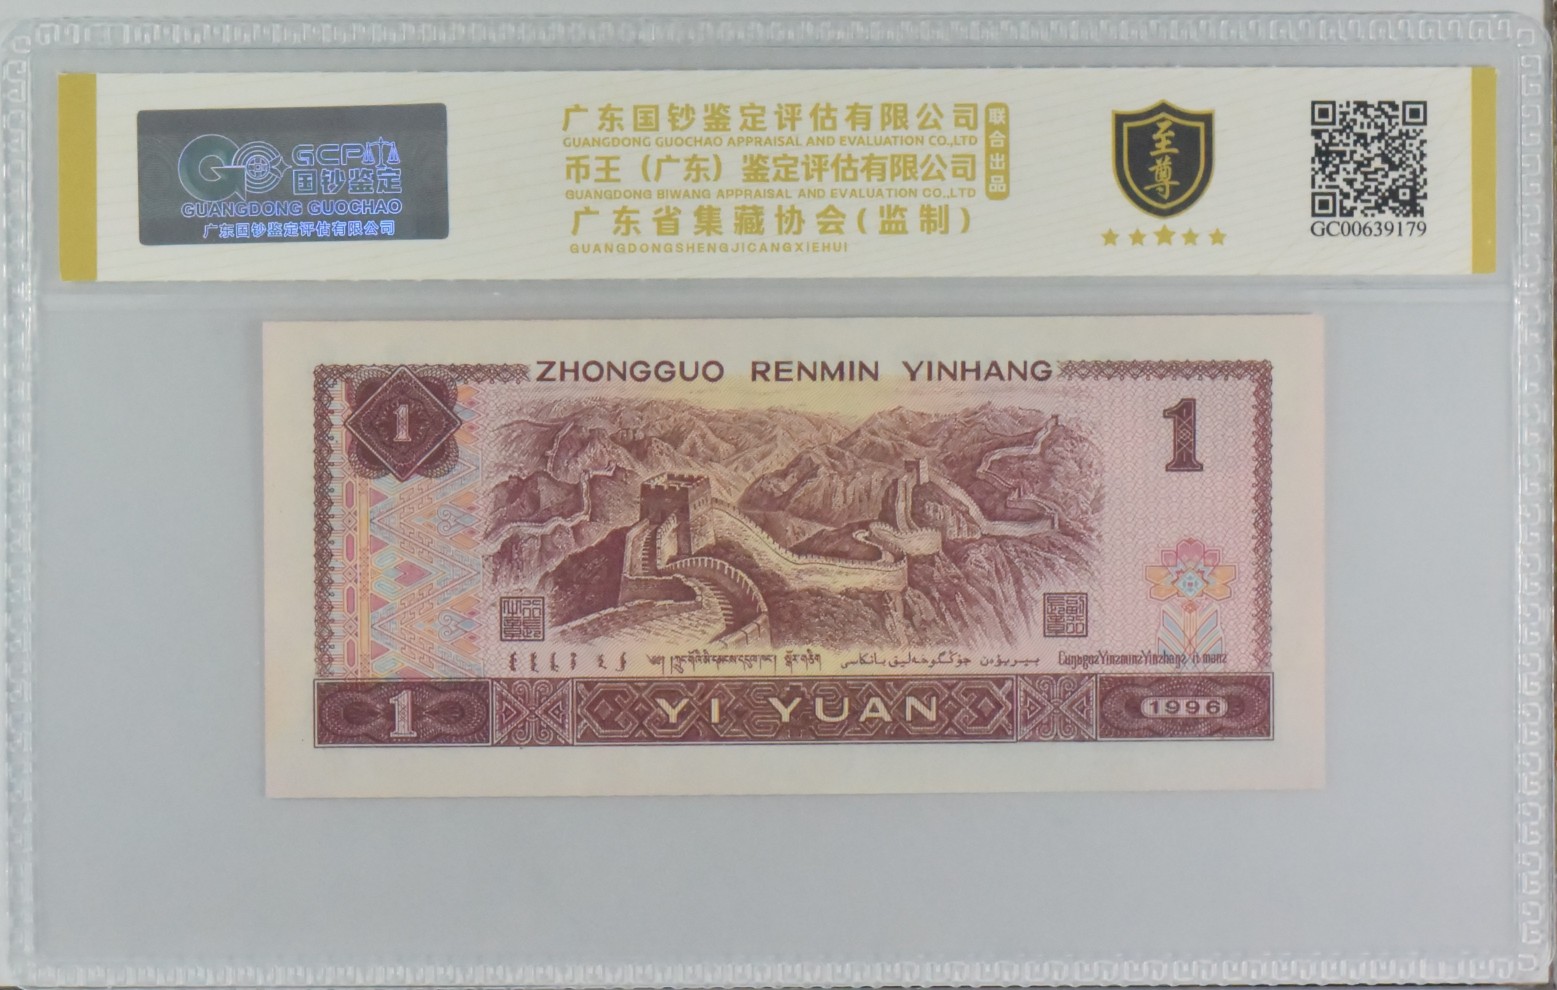 GCP
国钞鉴定
GUANGDONG GUOCHAO
广东国钞鉴定评估有限公司
广东国钞鉴定评估有限公司
GUANGDONG GUOCHAO APPRAISAL AND EVALUATION CO.,LTD
币王（广东）鉴定评估有限公司
GUANGDONG BIWANG APPRAISAL AND EVALUATION CO.,LTD
广东省集藏协会(监制)
GUANGDONGSHENGJICANGXIEHUI
联合出品
至尊
GC00639179
ZHONGGUO RENMIN YINHANG
1
1
1
YI YUAN
1996